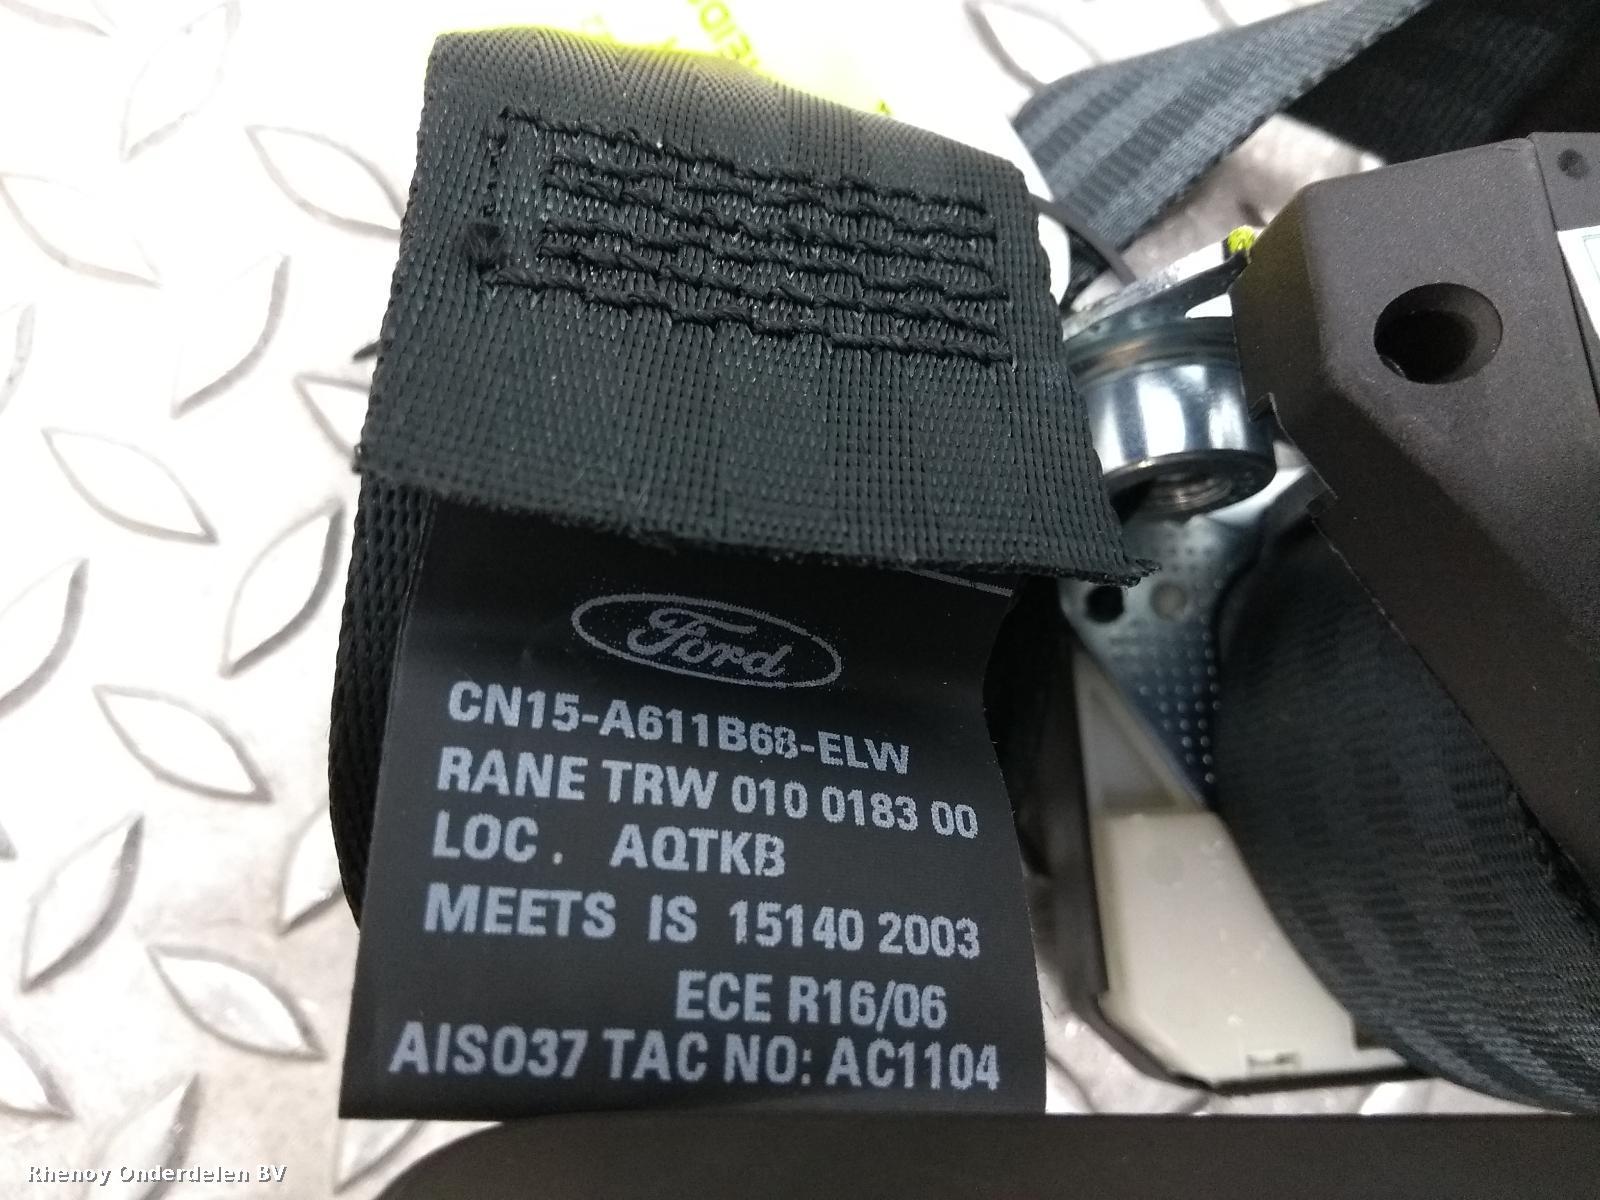 Ford
CN15-A611B68-ELW
RANE TRW 010 0183 00
LOC. AQTKB
MEETS IS 15140 2003
ECE R16/06
AIS037 TAC NO: AC1104
Rhenoy Onderdelen BV